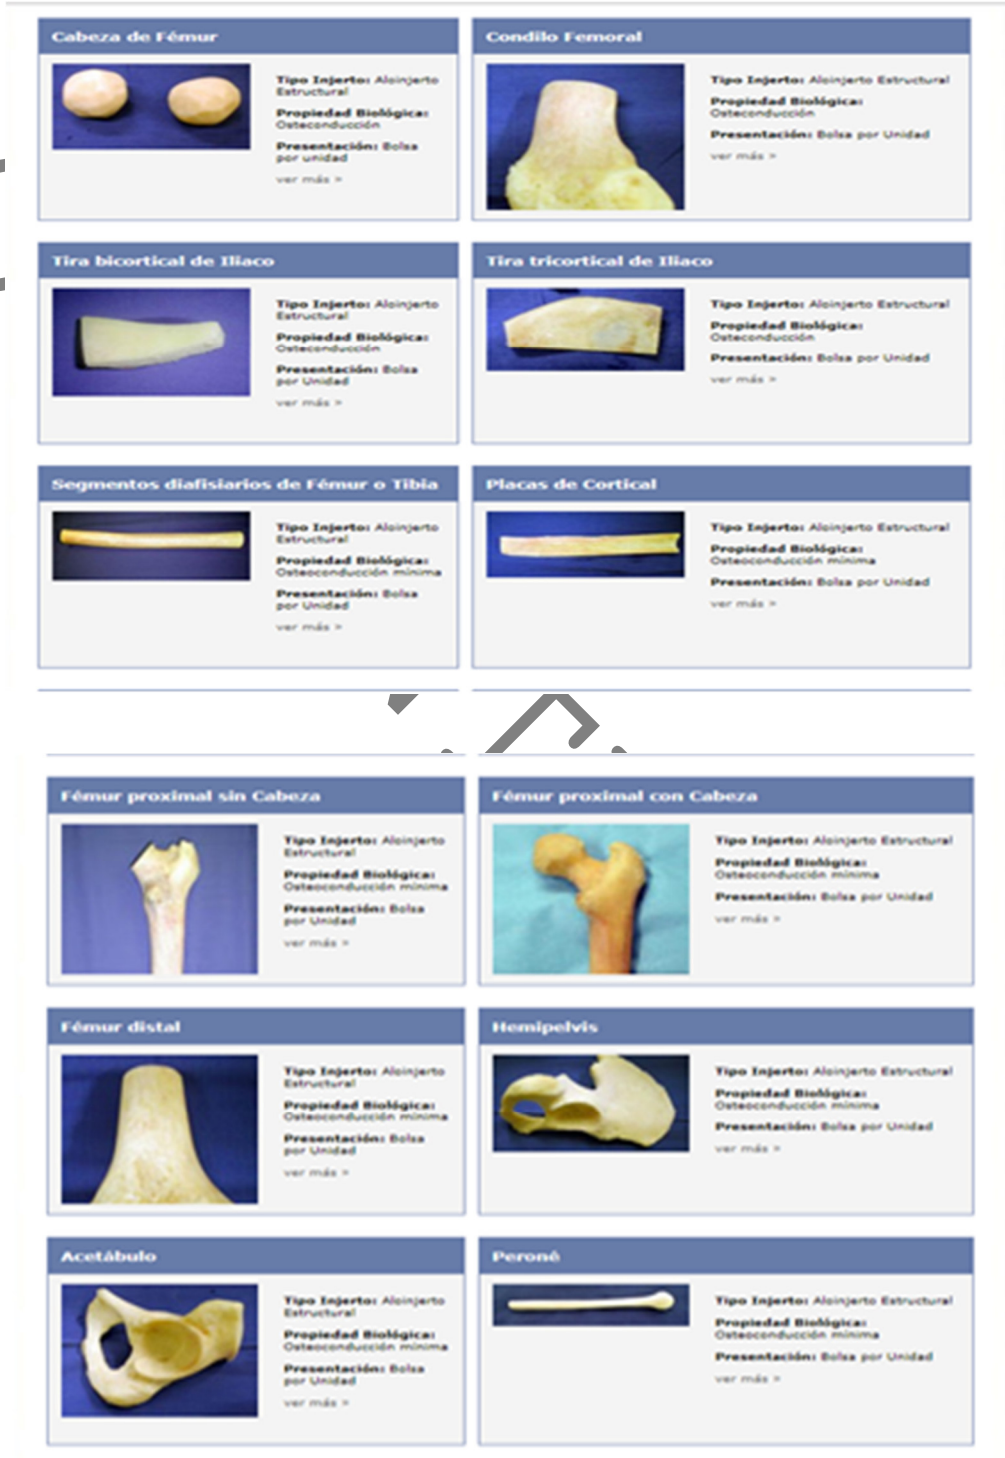 Cabeza de Fémur
Tipo Injerto: Aloinjerto
Estructural
Propiedad Biológica:
Osteconducción
Presentación: Bolsa
por unidad
ver más »
Condilo Femoral
Tipo Injerto: Aloinjerto Estructural
Propiedad Biológica:
Osteconducción
Presentación: Bolsa por Unidad
ver más »
Tira bicortical de Iliaco
Tipo Injerto: Aloinjerto
Estructural
Propiedad Biológica:
Osteconducción
Presentación: Bolsa
por Unidad
ver más »
Tira tricortical de Iliaco
Tipo Injerto: Aloinjerto Estructural
Propiedad Biológica:
Osteconducción
Presentación: Bolsa por Unidad
ver más »
Segmentos diafisiarios de Fémur o Tibia
Tipo Injerto: Aloinjerto
Estructural
Propiedad Biológica:
Osteoconducción mínima
Presentación: Bolsa
por Unidad
ver más »
Placas de Cortical
Tipo Injerto: Aloinjerto Estructural
Propiedad Biológica:
Osteoconducción mínima
Presentación: Bolsa por Unidad
ver más »
Fémur proximal sin Cabeza
Tipo Injerto: Aloinjerto
Estructural
Propiedad Biológica:
Osteoconducción mínima
Presentación: Bolsa
por Unidad
ver más »
Fémur proximal con Cabeza
Tipo Injerto: Aloinjerto Estructural
Propiedad Biológica:
Osteoconducción mínima
Presentación: Bolsa por Unidad
ver más »
Fémur distal
Tipo Injerto: Aloinjerto
Estructural
Propiedad Biológica:
Osteoconducción mínima
Presentación: Bolsa
por Unidad
ver más »
Hemipelvis
Tipo Injerto: Aloinjerto Estructural
Propiedad Biológica:
Osteoconducción mínima
Presentación: Bolsa por Unidad
ver más »
Acetábulo
Tipo Injerto: Aloinjerto
Estructural
Propiedad Biológica:
Osteoconducción mínima
Presentación: Bolsa
por Unidad
ver más »
Peroné
Tipo Injerto: Aloinjerto Estructural
Propiedad Biológica:
Osteoconducción mínima
Presentación: Bolsa por Unidad
ver más »